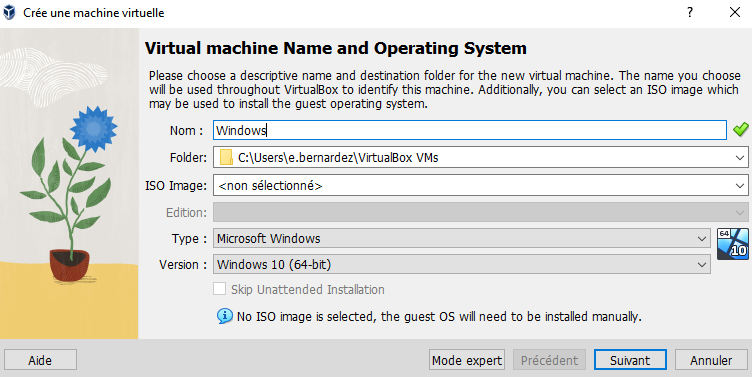 Crée une machine virtuelle
Virtual machine Name and Operating System
Please choose a descriptive name and destination folder for the new virtual machine. The name you choose
will be used throughout VirtualBox to identify this machine. Additionally, you can select an ISO image which
may be used to install the guest operating system.
Nom : Windows
Folder: C:\Users\e.bernardez\VirtualBox VMs
ISO Image: <non sélectionné>
Edition:
Type : Microsoft Windows
64
10
Version : Windows 10 (64-bit)
Skip Unattended Installation
No ISO image is selected, the guest OS will need to be installed manually.
Aide Mode expert Précédent Suivant Annuler